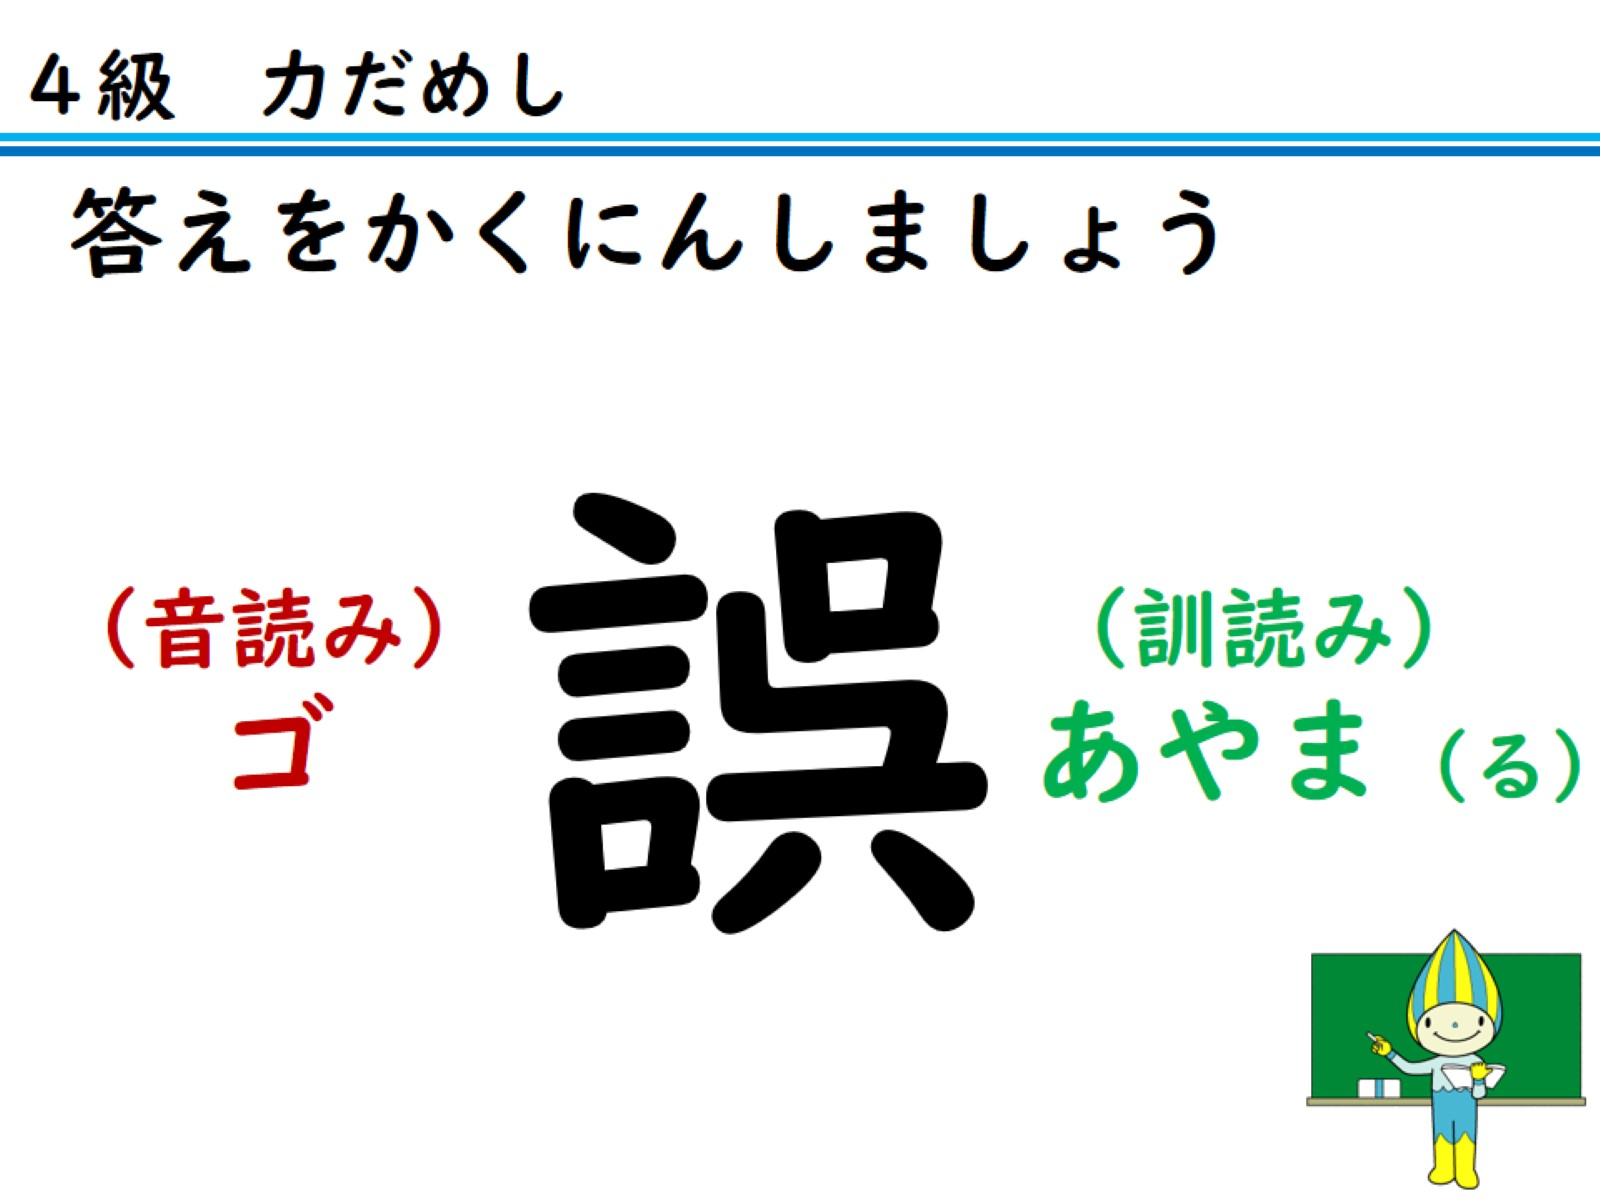 ４級　力だめし
答えをかくにんしましょう
（音読み）
ゴ
誤
（訓読み）
あやま（る）